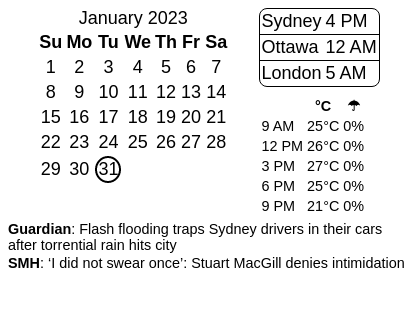 January 2023
Su Mo Tu We Th Fr Sa
1 2 3 4 5 6 7
8 9 10 11 12 13 14
15 16 17 18 19 20 21
22 23 24 25 26 27 28
29 30 31
Sydney 4 PM
Ottawa 12 AM
London 5 AM
°C ☂
9 AM 25°C 0%
12 PM 26°C 0%
3 PM 27°C 0%
6 PM 25°C 0%
9 PM 21°C 0%
Guardian: Flash flooding traps Sydney drivers in their cars
after torrential rain hits city
SMH: ‘I did not swear once’: Stuart MacGill denies intimidation